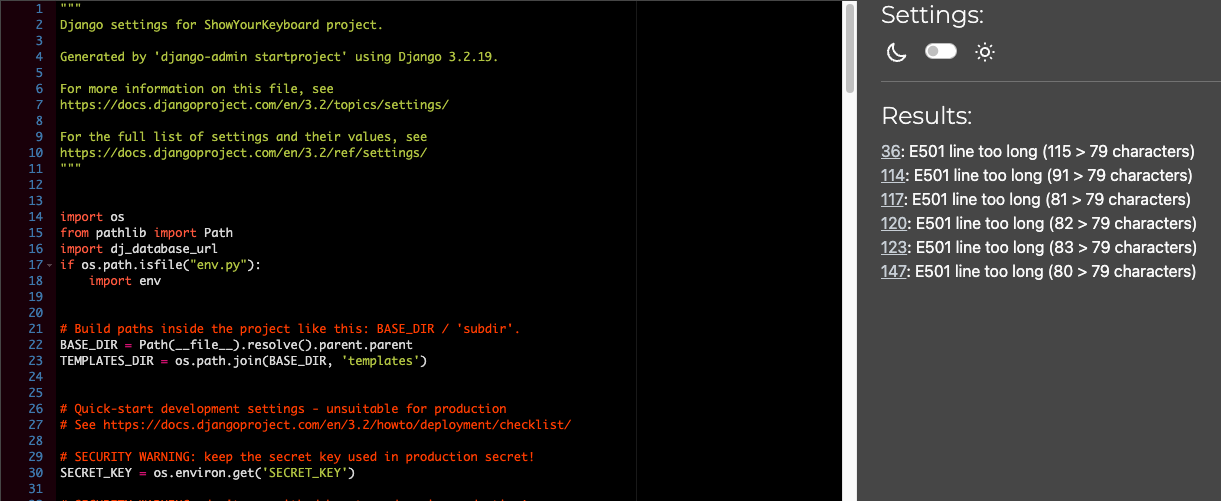 1 """
2 Django settings for ShowYourKeyboard project.
3
4 Generated by 'django-admin startproject' using Django 3.2.19.
5
6 For more information on this file, see
7 https://docs.djangoproject.com/en/3.2/topics/settings/
8
9 For the full list of settings and their values, see
10 https://docs.djangoproject.com/en/3.2/ref/settings/
11 """
12
13
14 import os
15 from pathlib import Path
16 import dj_database_url
17 if os.path.isfile("env.py"):
18     import env
19
20
21 # Build paths inside the project like this: BASE_DIR / 'subdir'.
22 BASE_DIR = Path(__file__).resolve().parent.parent
23 TEMPLATES_DIR = os.path.join(BASE_DIR, 'templates')
24
25
26 # Quick-start development settings - unsuitable for production
27 # See https://docs.djangoproject.com/en/3.2/howto/deployment/checklist/
28
29 # SECURITY WARNING: keep the secret key used in production secret!
30 SECRET_KEY = os.environ.get('SECRET_KEY')
31
Settings:
Results:
36: E501 line too long (115 > 79 characters)
114: E501 line too long (91 > 79 characters)
117: E501 line too long (81 > 79 characters)
120: E501 line too long (82 > 79 characters)
123: E501 line too long (83 > 79 characters)
147: E501 line too long (80 > 79 characters)